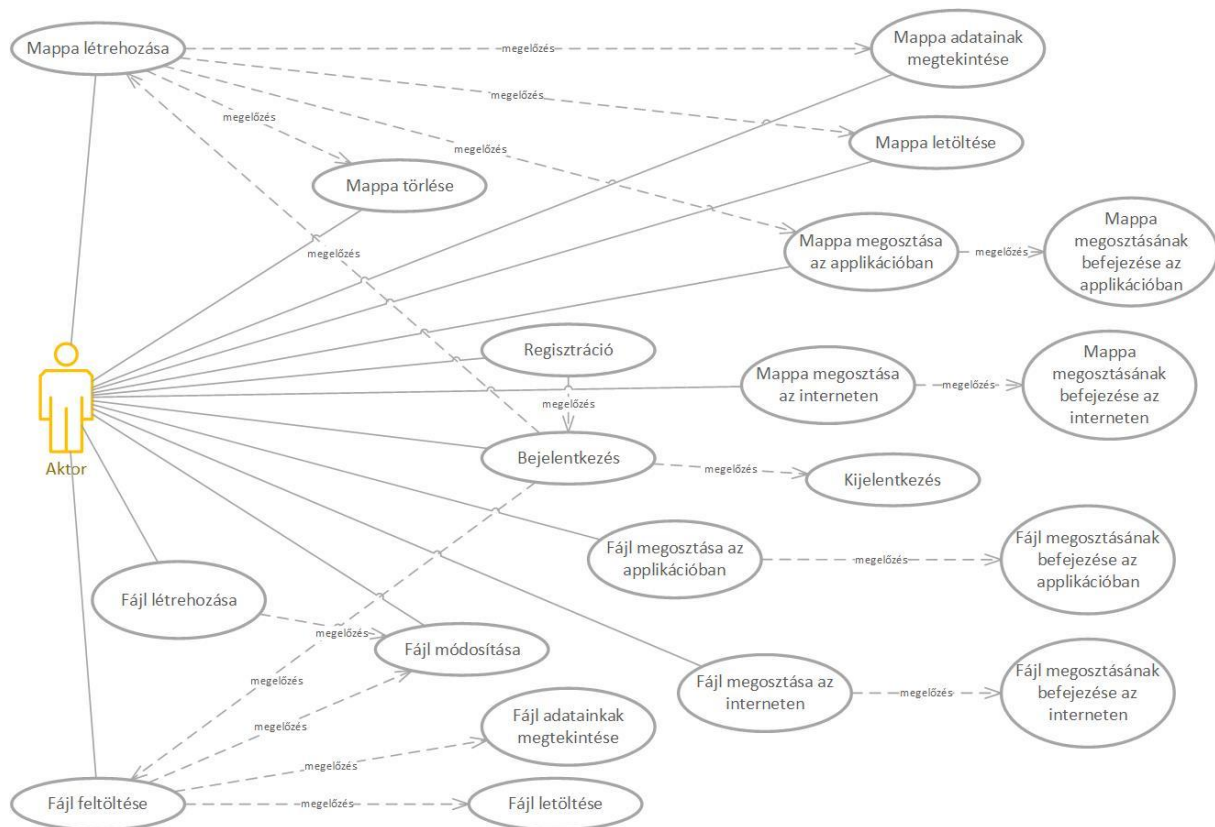 Mappa létrehozása
megelőzés
Mappa adatainak
megtekintése
megelőzés
megelőzés
megelőzés
Mappa letöltése
Mappa törlése
Mappa megosztása
az applikációban
megelőzés
Mappa
megosztásának
befejezése az
applikációban
megelőzés
Regisztráció
Mappa megosztása
az interneten
megelőzés
Mappa
megosztásának
befejezése az
interneten
megelőzés
Aktor
Bejelentkezés
megelőzés
Kijelentkezés
Fájl megosztása az
applikációban
megelőzés
Fájl megosztásának
befejezése az
applikációban
Fájl létrehozása
megelőzés
Fájl módosítása
megelőzés
Fájl megosztása az
interneten
megelőzés
Fájl megosztásának
befejezése az
interneten
megelőzés
Fájl adatainkak
megtekintése
Fájl feltöltése
megelőzés
Fájl letöltése